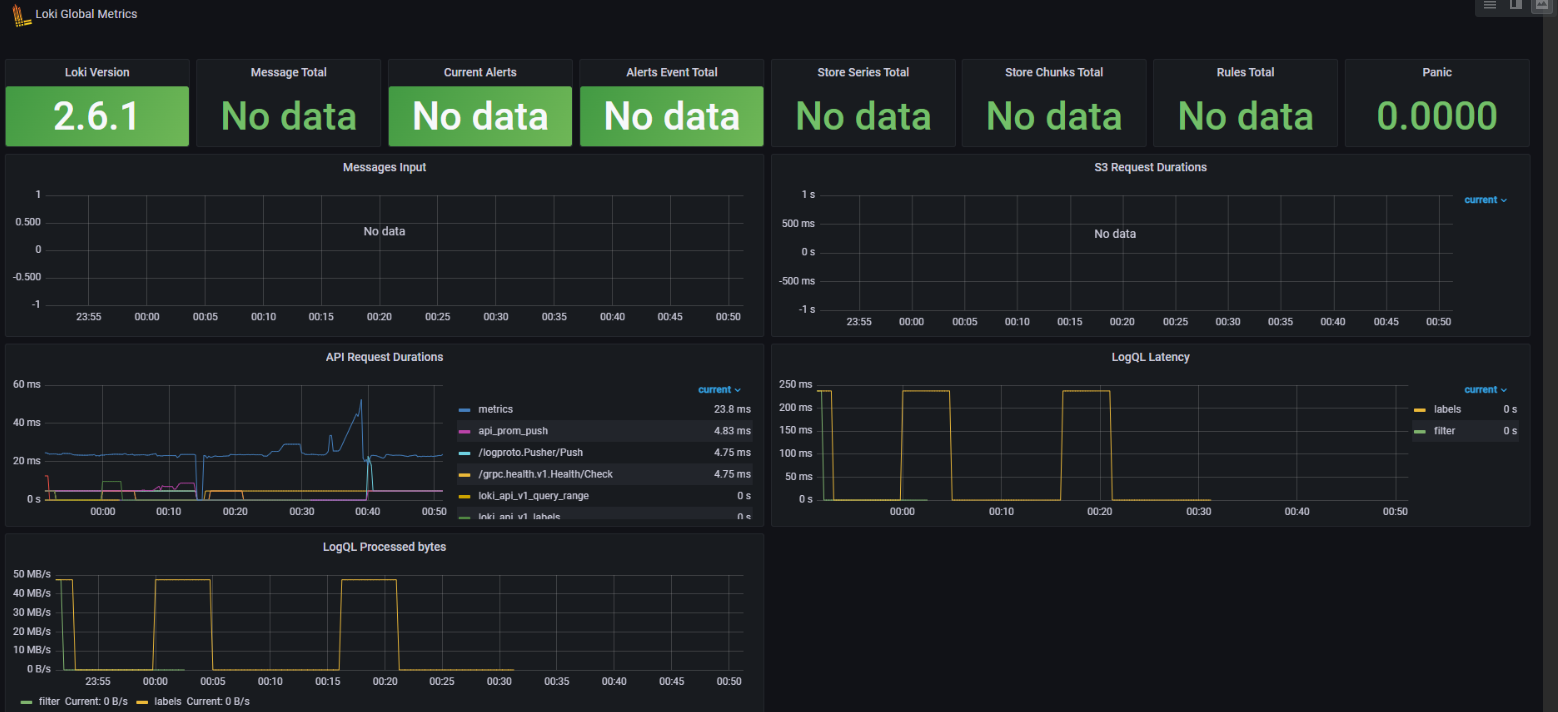 Loki Global Metrics
Loki Version
2.6.1
Message Total
No data
Current Alerts
No data
Alerts Event Total
No data
Store Series Total
No data
Store Chunks Total
No data
Rules Total
No data
Panic
0.0000
Messages Input
1
0.500
0
-0.500
-1
No data
23:55 00:00 00:05 00:10 00:15 00:20 00:25 00:30 00:35 00:40 00:45 00:50
S3 Request Durations
1 s
500 ms
0 s
-500 ms
-1 s
No data
23:55 00:00 00:05 00:10 00:15 00:20 00:25 00:30 00:35 00:40 00:45 00:50
current
API Request Durations
60 ms
40 ms
20 ms
0 s
00:00 00:10 00:20 00:30 00:40 00:50
current
metrics 23.8 ms
api_prom_push 4.83 ms
/logproto.Pusher/Push 4.75 ms
/grpc.health.v1.Health/Check 4.75 ms
loki_api_v1_query_range 0 s
loki_api_v1_labels 0 s
LogQL Latency
250 ms
200 ms
150 ms
100 ms
50 ms
0 s
00:00 00:10 00:20 00:30 00:40 00:50
current
labels 0 s
filter 0 s
LogQL Processed bytes
50 MB/s
40 MB/s
30 MB/s
20 MB/s
10 MB/s
0 B/s
23:55 00:00 00:05 00:10 00:15 00:20 00:25 00:30 00:35 00:40 00:45 00:50
filter Current: 0 B/s labels Current: 0 B/s